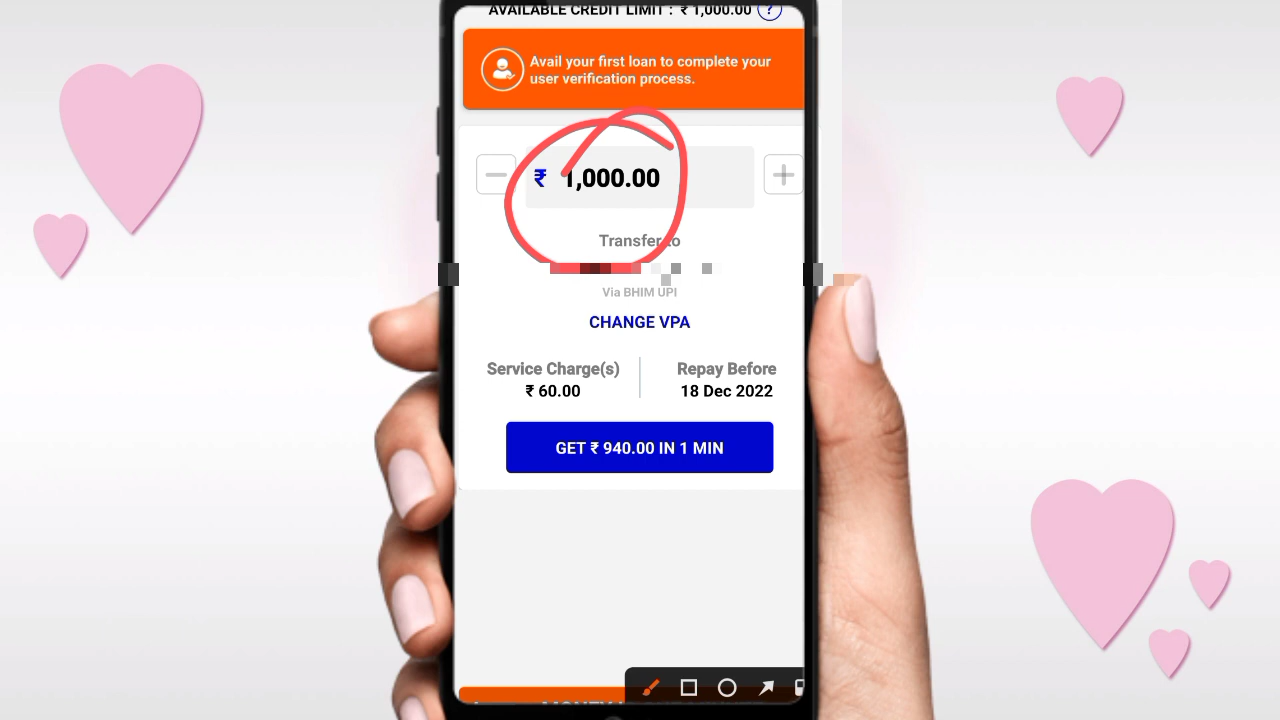 AVAILABLE CREDIT LIMIT : ₹ 1,000.00 ?
Avail your first loan to complete your
user verification process.
₹ 1,000.00
Transfer to
Via BHIM UPI
CHANGE VPA
Service Charge(s)
₹ 60.00
Repay Before
18 Dec 2022
GET ₹ 940.00 IN 1 MIN